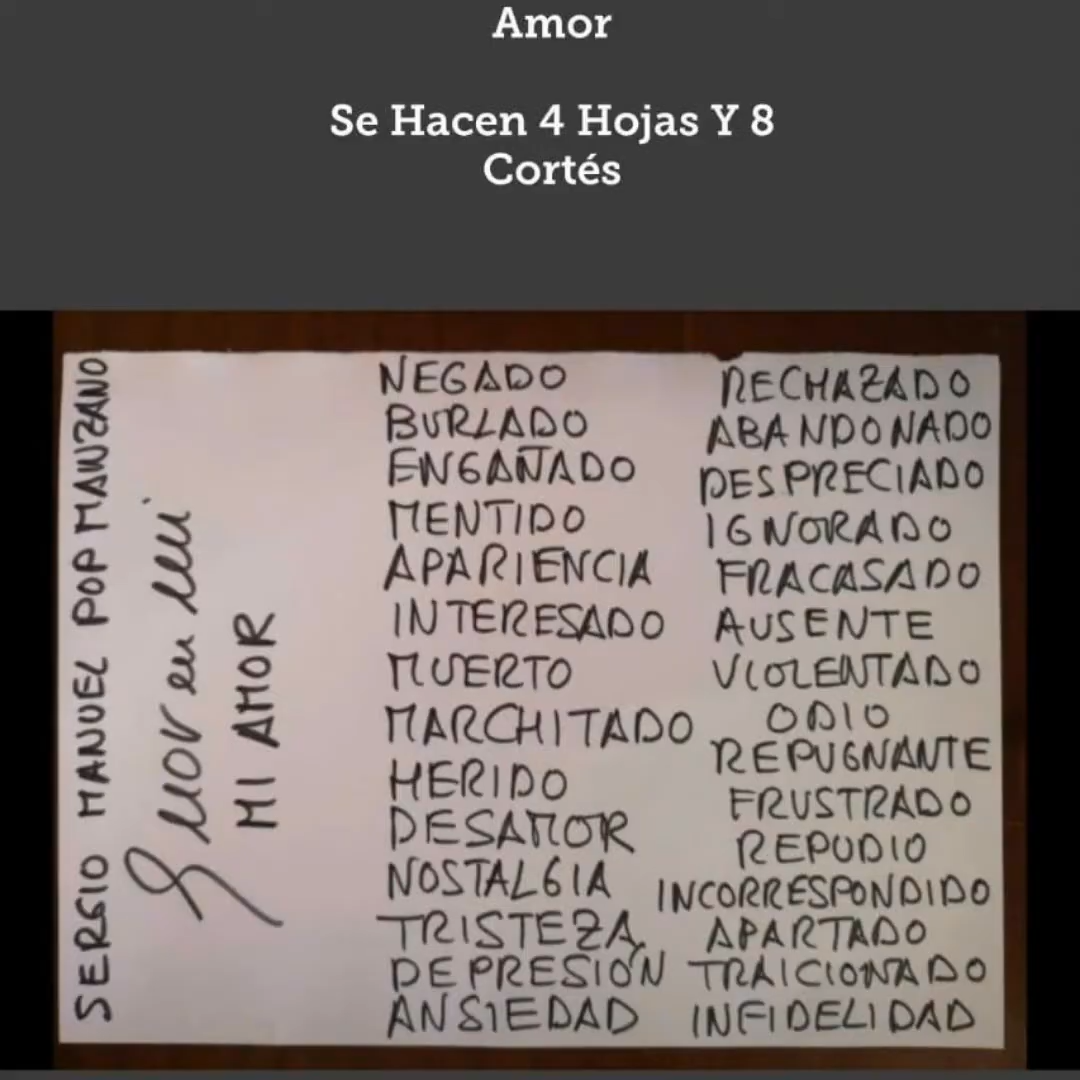 Amor
Se Hacen 4 Hojas Y 8
Cortés
SERGIO MANUEL POP MANZANO
MI AMOR
NEGADO
BURLADO
ENGAÑADO
MENTIDO
APARIENCIA
INTERESADO
MUERTO
MARCHITADO
HERIDO
DESAMOR
NOSTALGIA
TRISTEZA
DEPRESIÓN
ANSIEDAD
RECHAZADO
ABANDONADO
DESPRECIADO
IGNORADO
FRACASADO
AUSENTE
VIOLENTADO
ODIO
REPUGNANTE
FRUSTRADO
REPUDIO
INCORRESPONDIDO
APARTADO
TRAICIONADO
INFIDELIDAD